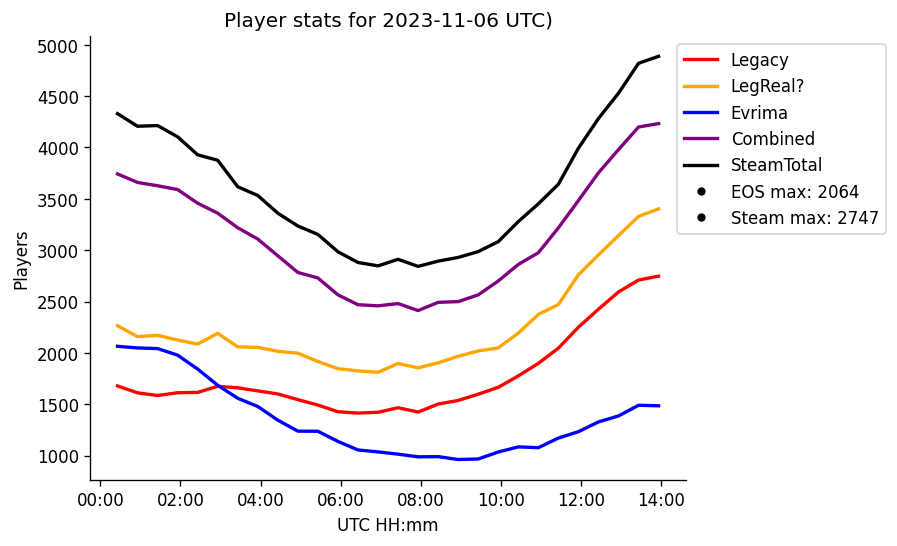 Player stats for 2023-11-06 UTC)
Players
5000
4500
4000
3500
3000
2500
2000
1500
1000
00:00 02:00 04:00 06:00 08:00 10:00 12:00 14:00
UTC HH:mm
Legacy
LegReal?
Evrima
Combined
SteamTotal
EOS max: 2064
Steam max: 2747